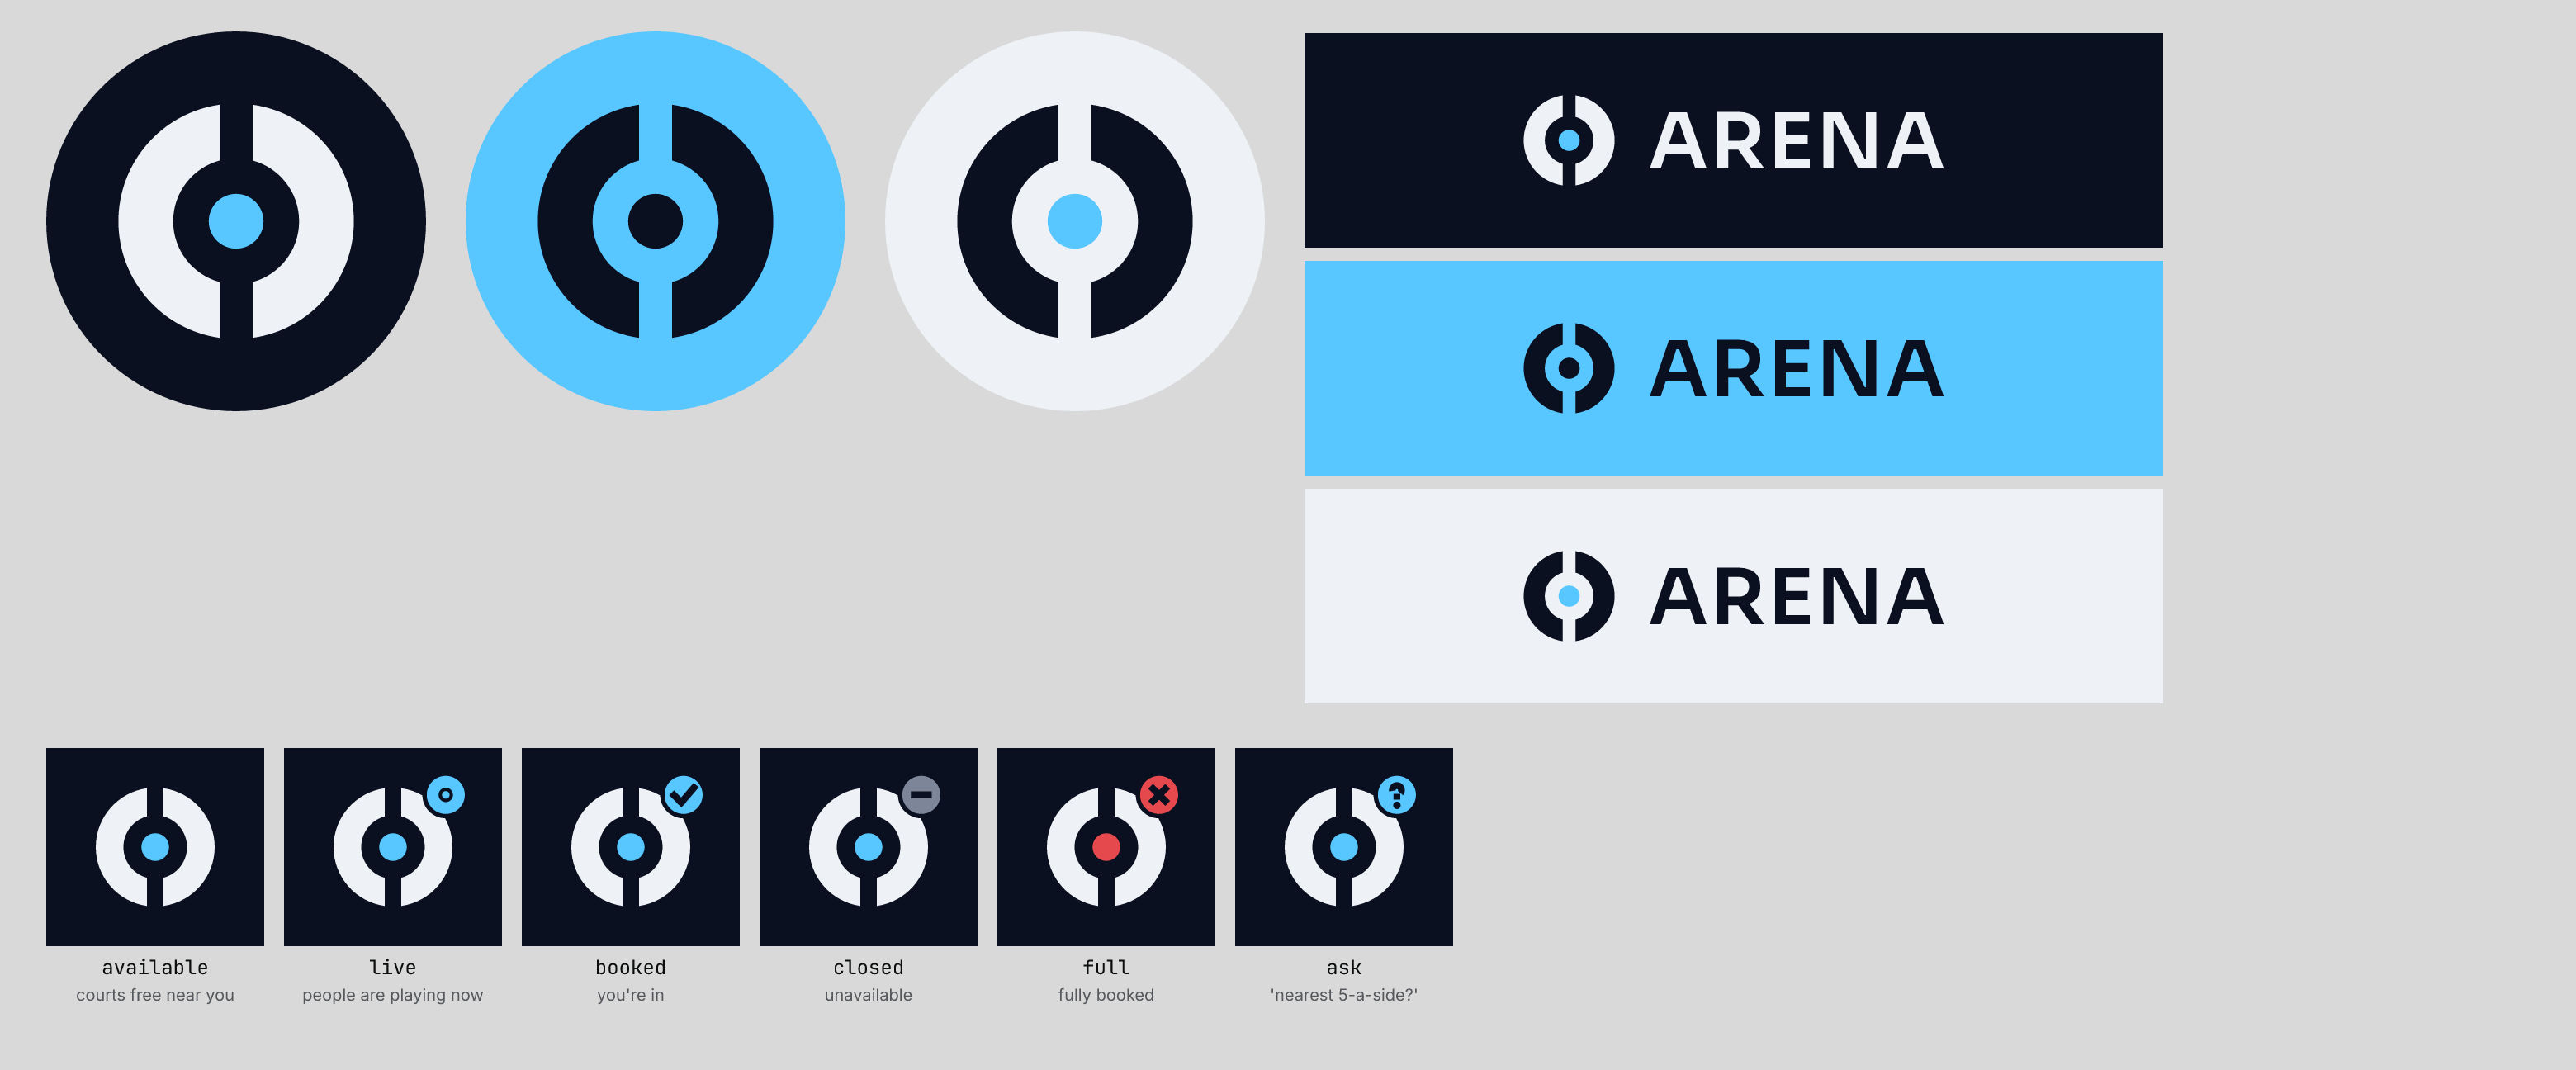 ARENA
ARENA
ARENA
available
courts free near you
live
people are playing now
booked
you're in
closed
unavailable
full
fully booked
ask
'nearest 5-a-side?'